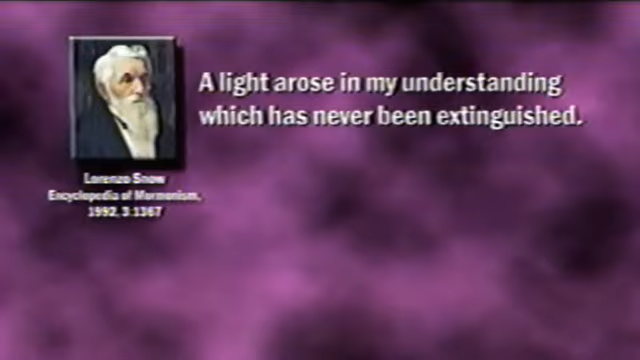 A light arose in my understanding
which has never been extinguished.
Lorenzo Snow
Encyclopedia of Mormonism,
1992, 3:1367